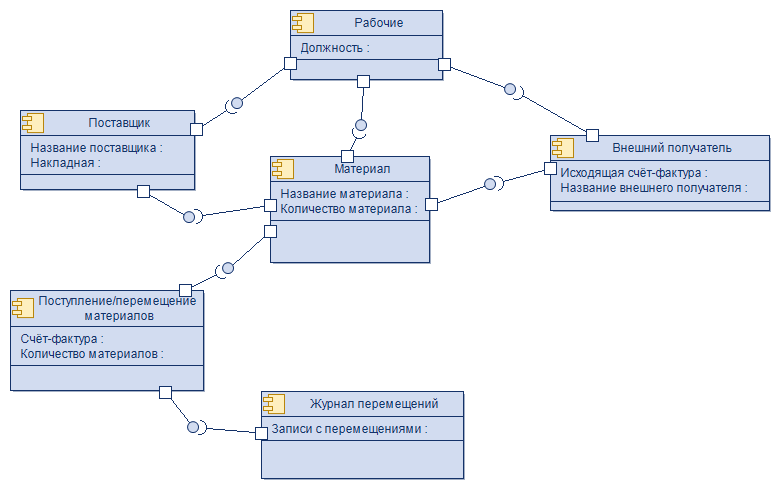 Рабочие
Должность :
Поставщик
Название поставщика :
Накладная :
Внешний получатель
Исходящая счёт-фактура :
Название внешнего получателя :
Материал
Название материала :
Количество материала :
Поступление/перемещение
материалов
Счёт-фактура :
Количество материалов :
Журнал перемещений
Записи с перемещениями :